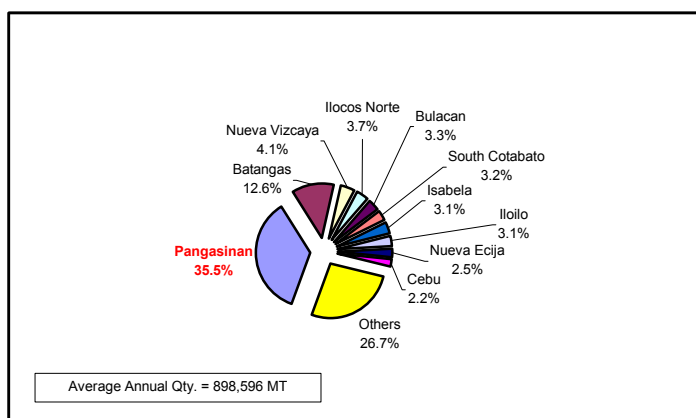 Ilocos Norte
3.7%
Bulacan
3.3%
Nueva Vizcaya
4.1%
South Cotabato
3.2%
Batangas
12.6%
Isabela
3.1%
Iloilo
3.1%
Pangasinan
35.5%
Nueva Ecija
2.5%
Cebu
2.2%
Others
26.7%
Average Annual Qty. = 898,596 MT